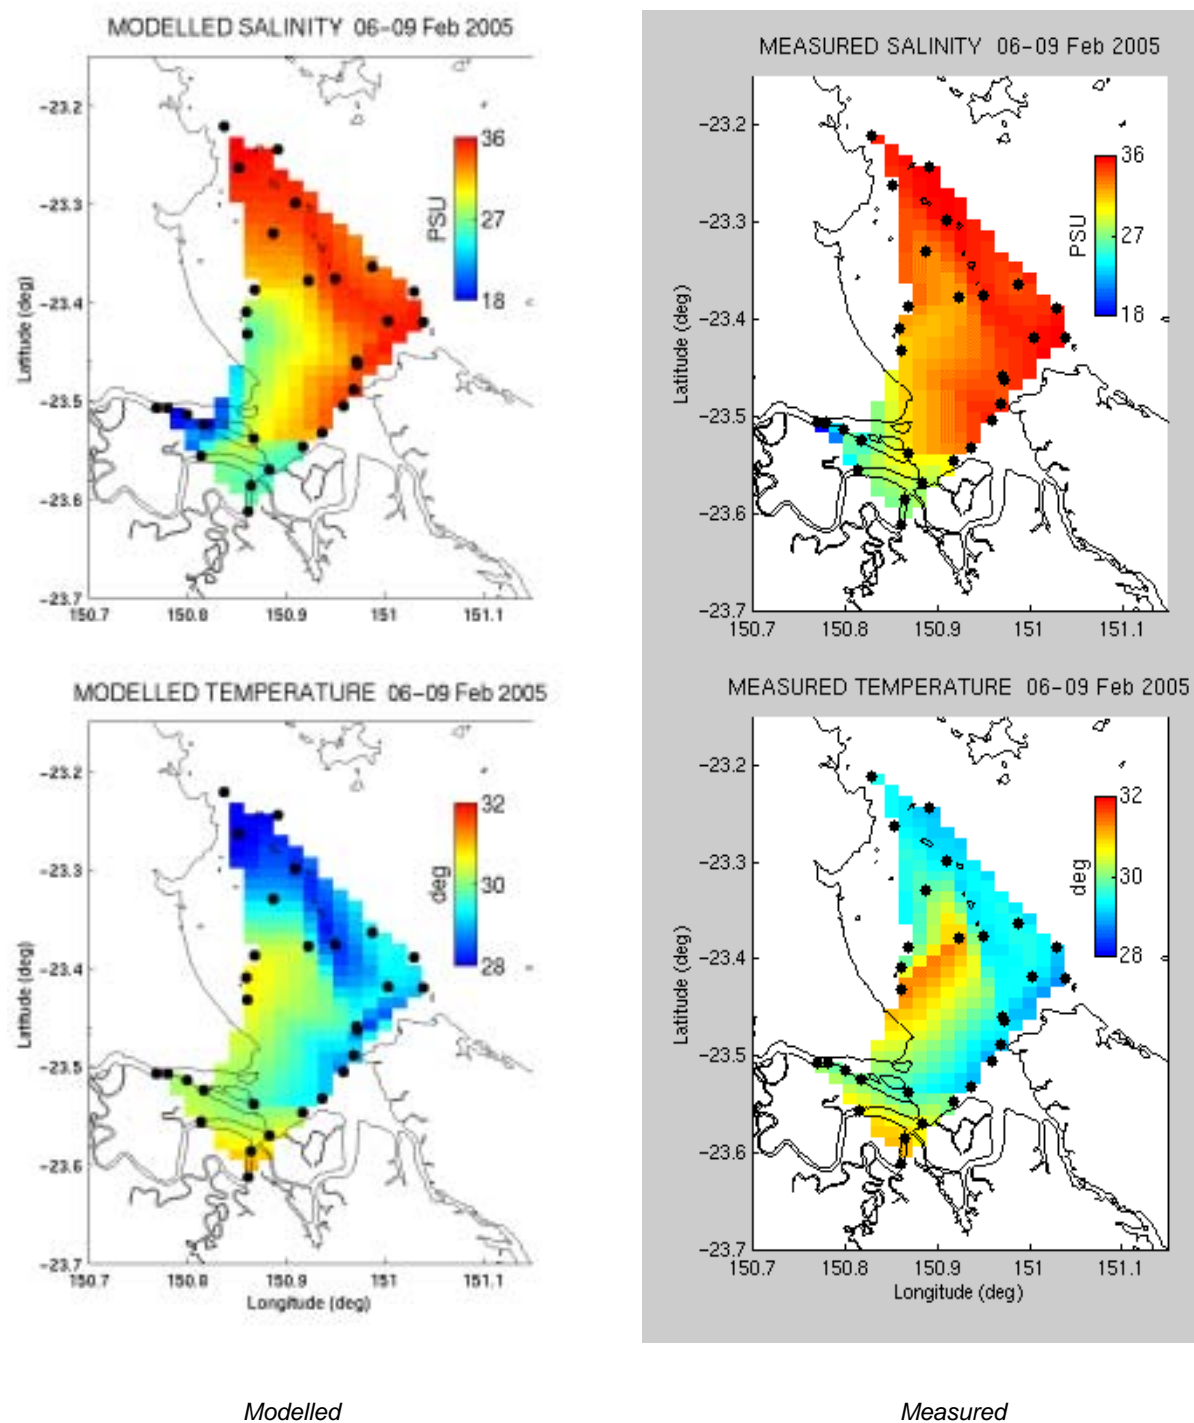 MODELLED SALINITY 06-09 Feb 2005
-23.2
-23.3
-23.4
-23.5
-23.6
-23.7
Latitude (deg)
PSU
36
27
18
150.7 150.8 150.9 151 151.1
MEASURED SALINITY 06-09 Feb 2005
-23.2
-23.3
-23.4
-23.5
-23.6
-23.7
Latitude (deg)
PSU
36
27
18
150.7 150.8 150.9 151 151.1
MODELLED TEMPERATURE 06-09 Feb 2005
-23.2
-23.3
-23.4
-23.5
-23.6
-23.7
Latitude (deg)
deg
32
30
28
150.7 150.8 150.9 151 151.1
Longitude (deg)
MEASURED TEMPERATURE 06-09 Feb 2005
-23.2
-23.3
-23.4
-23.5
-23.6
-23.7
Latitude (deg)
deg
32
30
28
150.7 150.8 150.9 151 151.1
Longitude (deg)
Modelled
Measured